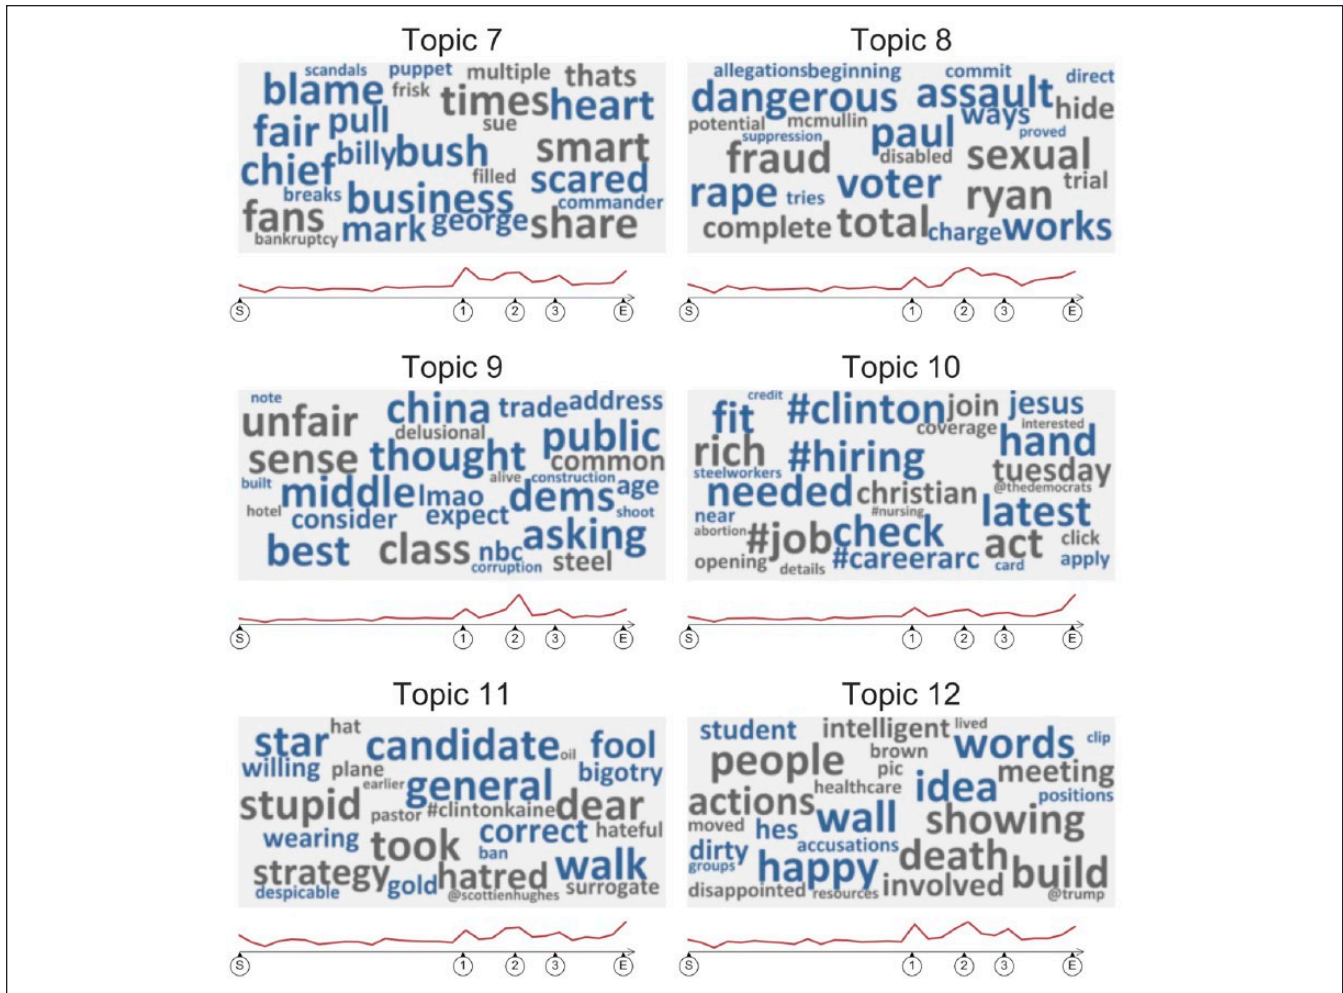 Topic 7
scandals puppet multiple thats
blame frisk times heart
fair pull sue
chief billy bush smart
filled scared
breaks business commander
fans mark george share
bankruptcy
S 1 2 3 E
Topic 8
allegations beginning commit direct
dangerous assault ways hide
potential mcmullin paul proved
suppression
fraud disabled sexual
rape tries voter ryan trial
complete total charge works
S 1 2 3 E
Topic 9
note china trade address
unfair delusional public
sense thought common
built alive construction
middle lmao dems age
hotel consider expect shoot
best class nbc asking
corruption steel
S 1 2 3 E
Topic 10
credit #clinton join jesus
fit coverage interested
rich #hiring hand
steelworkers tuesday
needed christian @thedemocrats
near #nursing latest
abortion #job check act click
opening details #careerarc card apply
S 1 2 3 E
Topic 11
hat
star candidate oil fool
willing plane bigotry
earlier general
stupid pastor #clintonkaine dear
wearing took correct hateful
ban walk
strategy gold hatred surrogate
despicable @scottienhughes
S 1 2 3 E
Topic 12
student intelligent lived
people brown words clip
pic meeting
healthcare idea positions
actions
moved hes wall showing
dirty accusations death
groups happy build
disappointed resources involved @trump
S 1 2 3 E